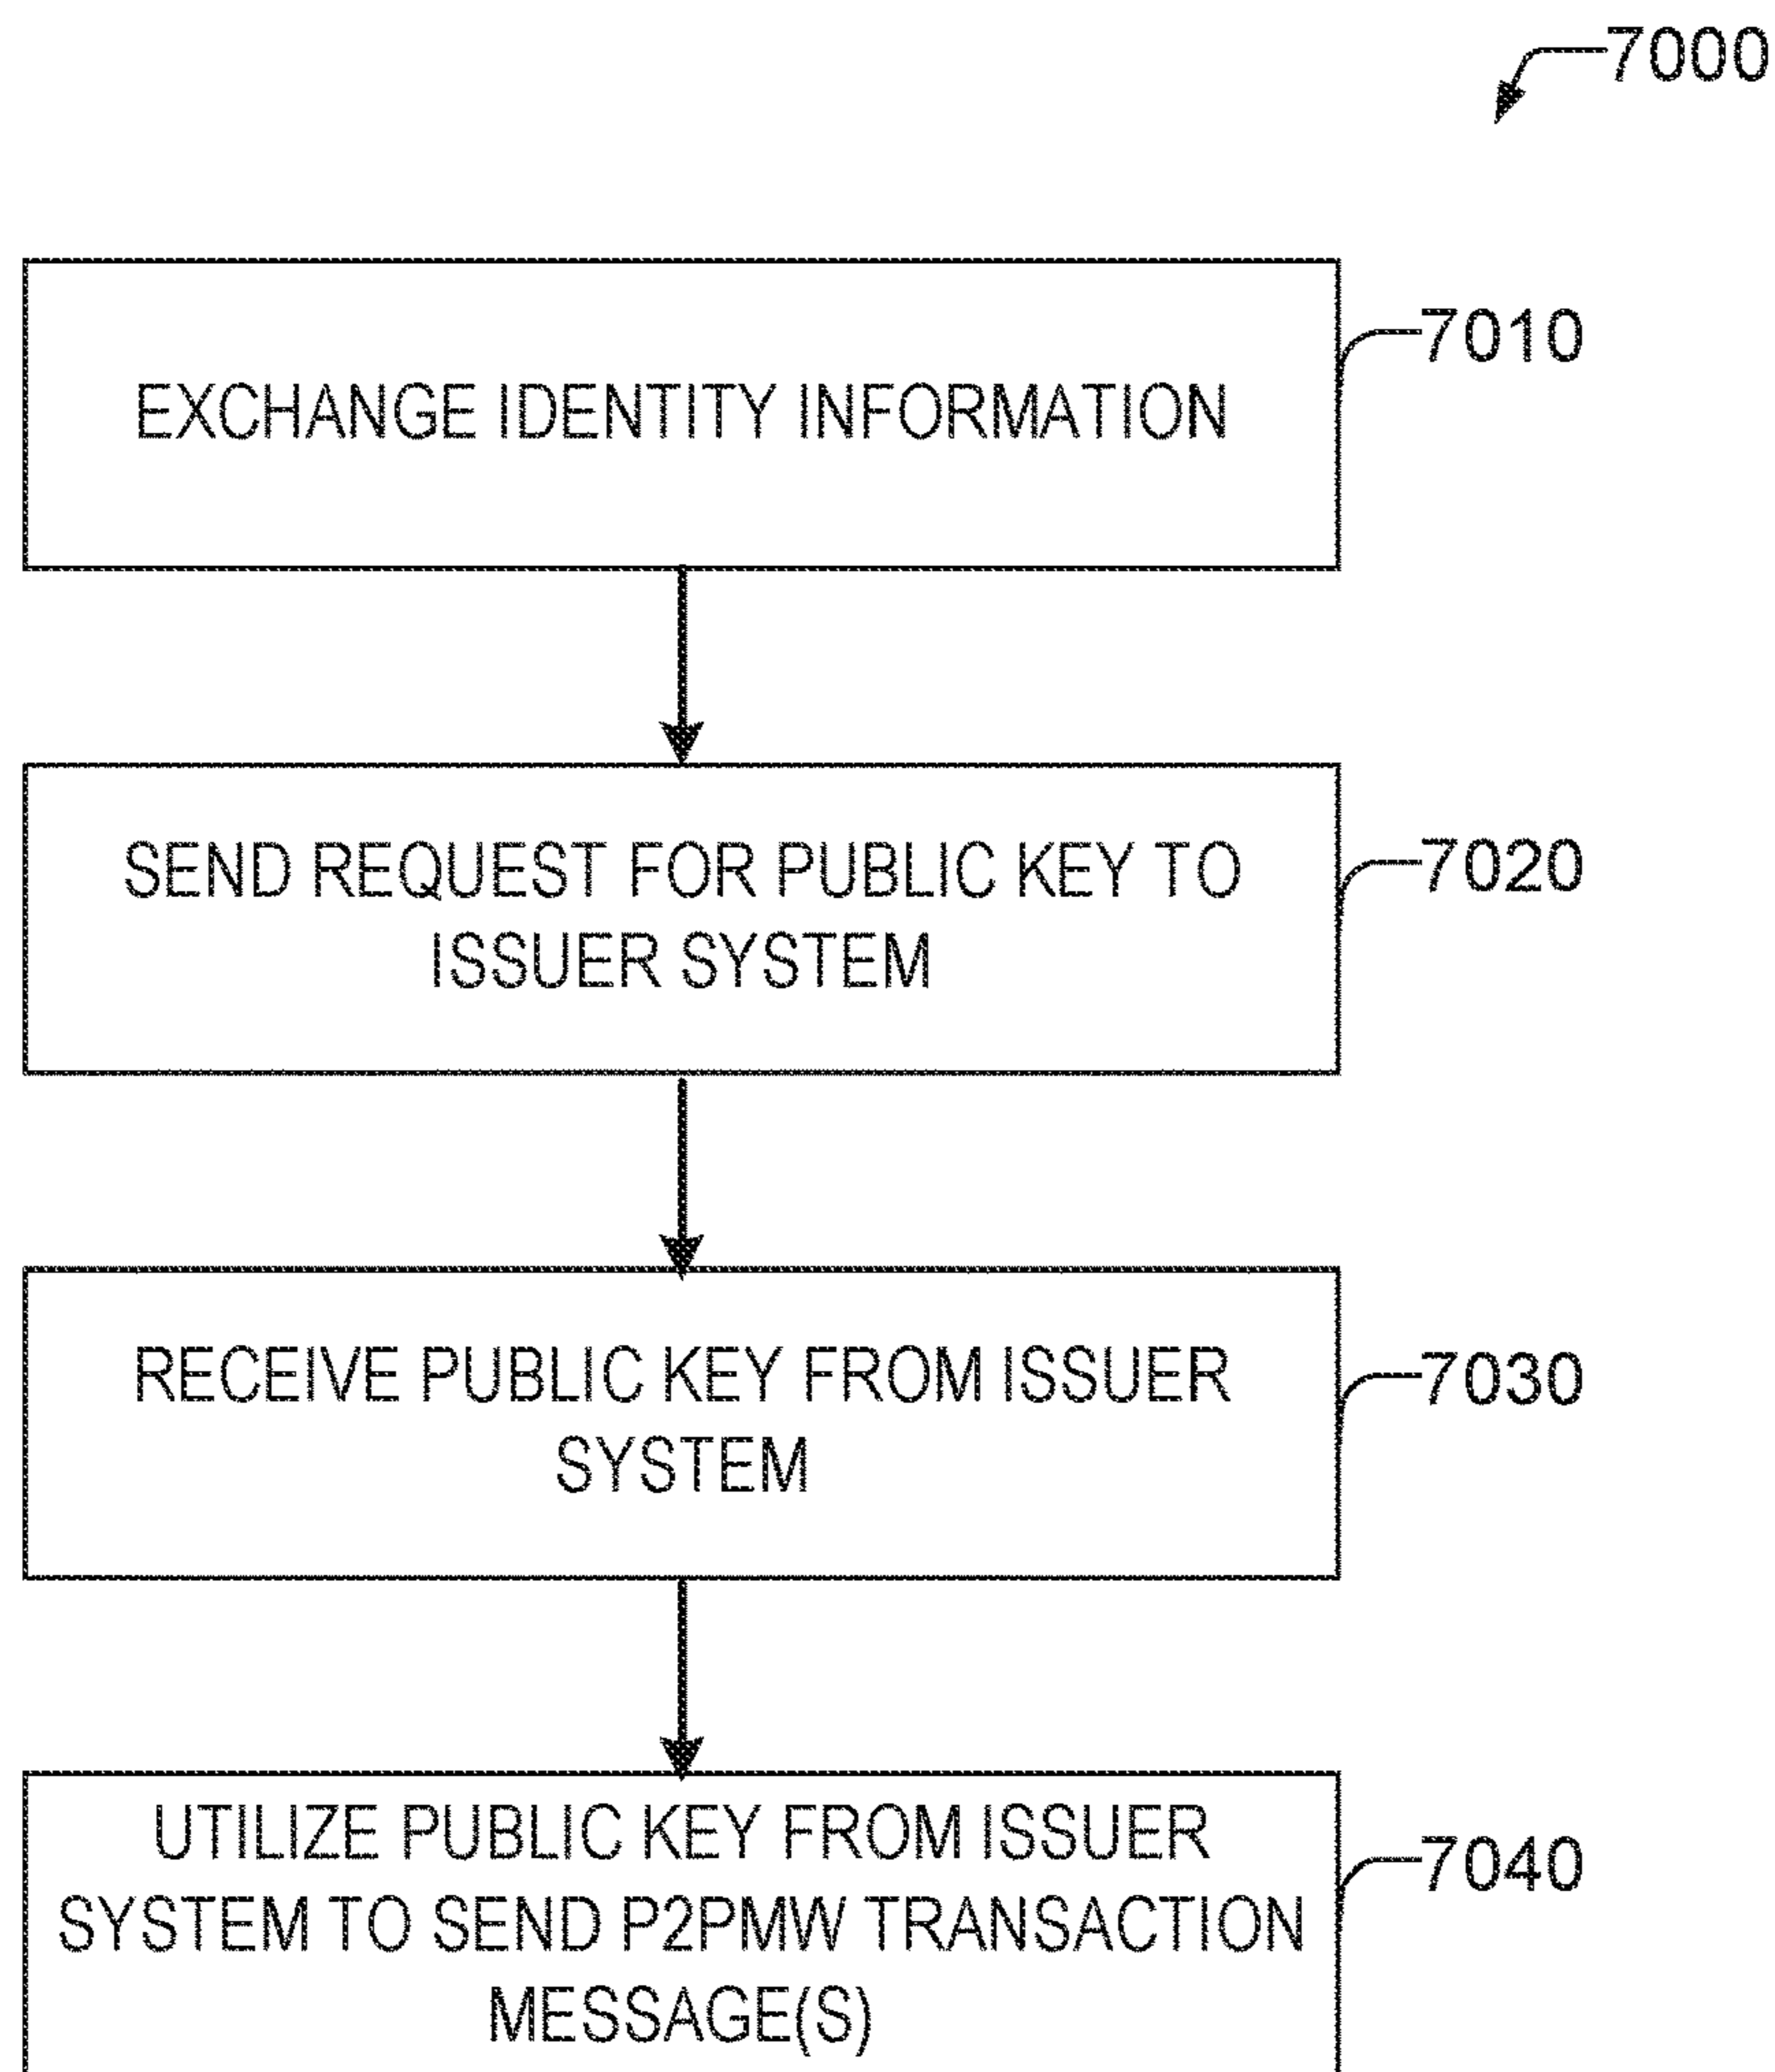 7000
EXCHANGE IDENTITY INFORMATION
7010
SEND REQUEST FOR PUBLIC KEY TO
ISSUER SYSTEM
7020
RECEIVE PUBLIC KEY FROM ISSUER
SYSTEM
7030
UTILIZE PUBLIC KEY FROM ISSUER
SYSTEM TO SEND P2PMW TRANSACTION
MESSAGE(S)
7040